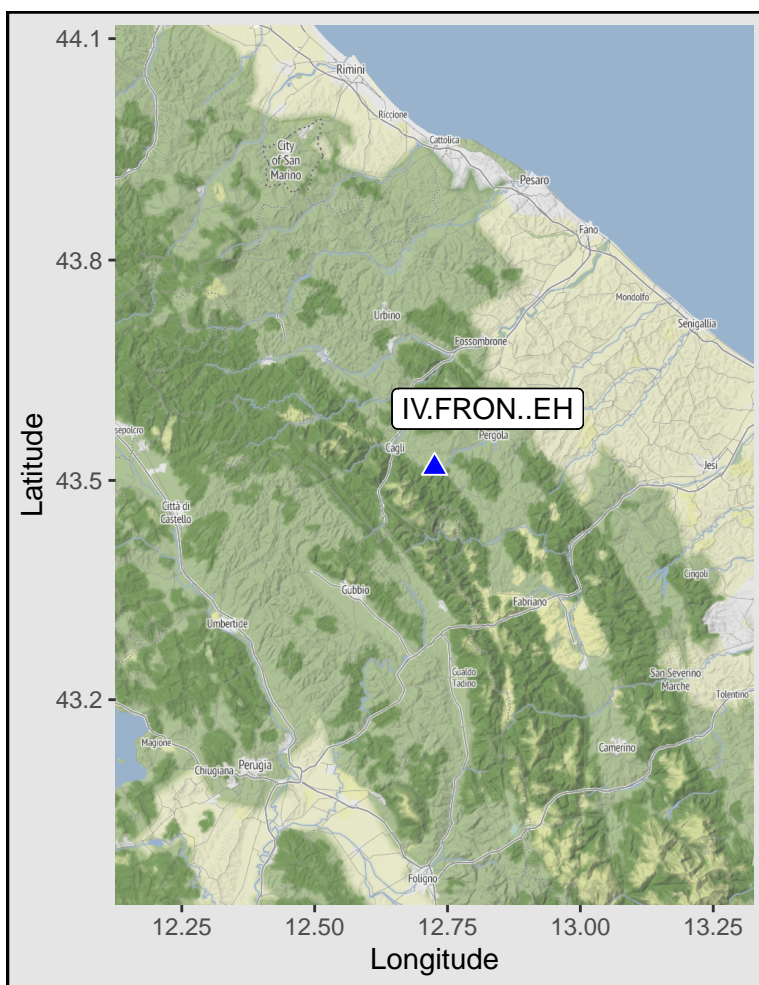 44.1
43.8
43.5
43.2
Latitude
12.25
12.50
12.75
13.00
13.25
Longitude
Rimini
Riccione
City
of San
Marino
Cattolica
Pesaro
Fano
Mondolfo
Senigallia
Urbino
Fossombrone
IV.FRON..EH
Pergola
Cagli
Jesi
sepolcro
Città di
Castello
Cingoli
Gubbio
Fabriano
Umbertide
Gualdo
Tadino
San Severino
Marche
Tolentino
Magione
Chiugiana
Perugia
Camerino
Foligno